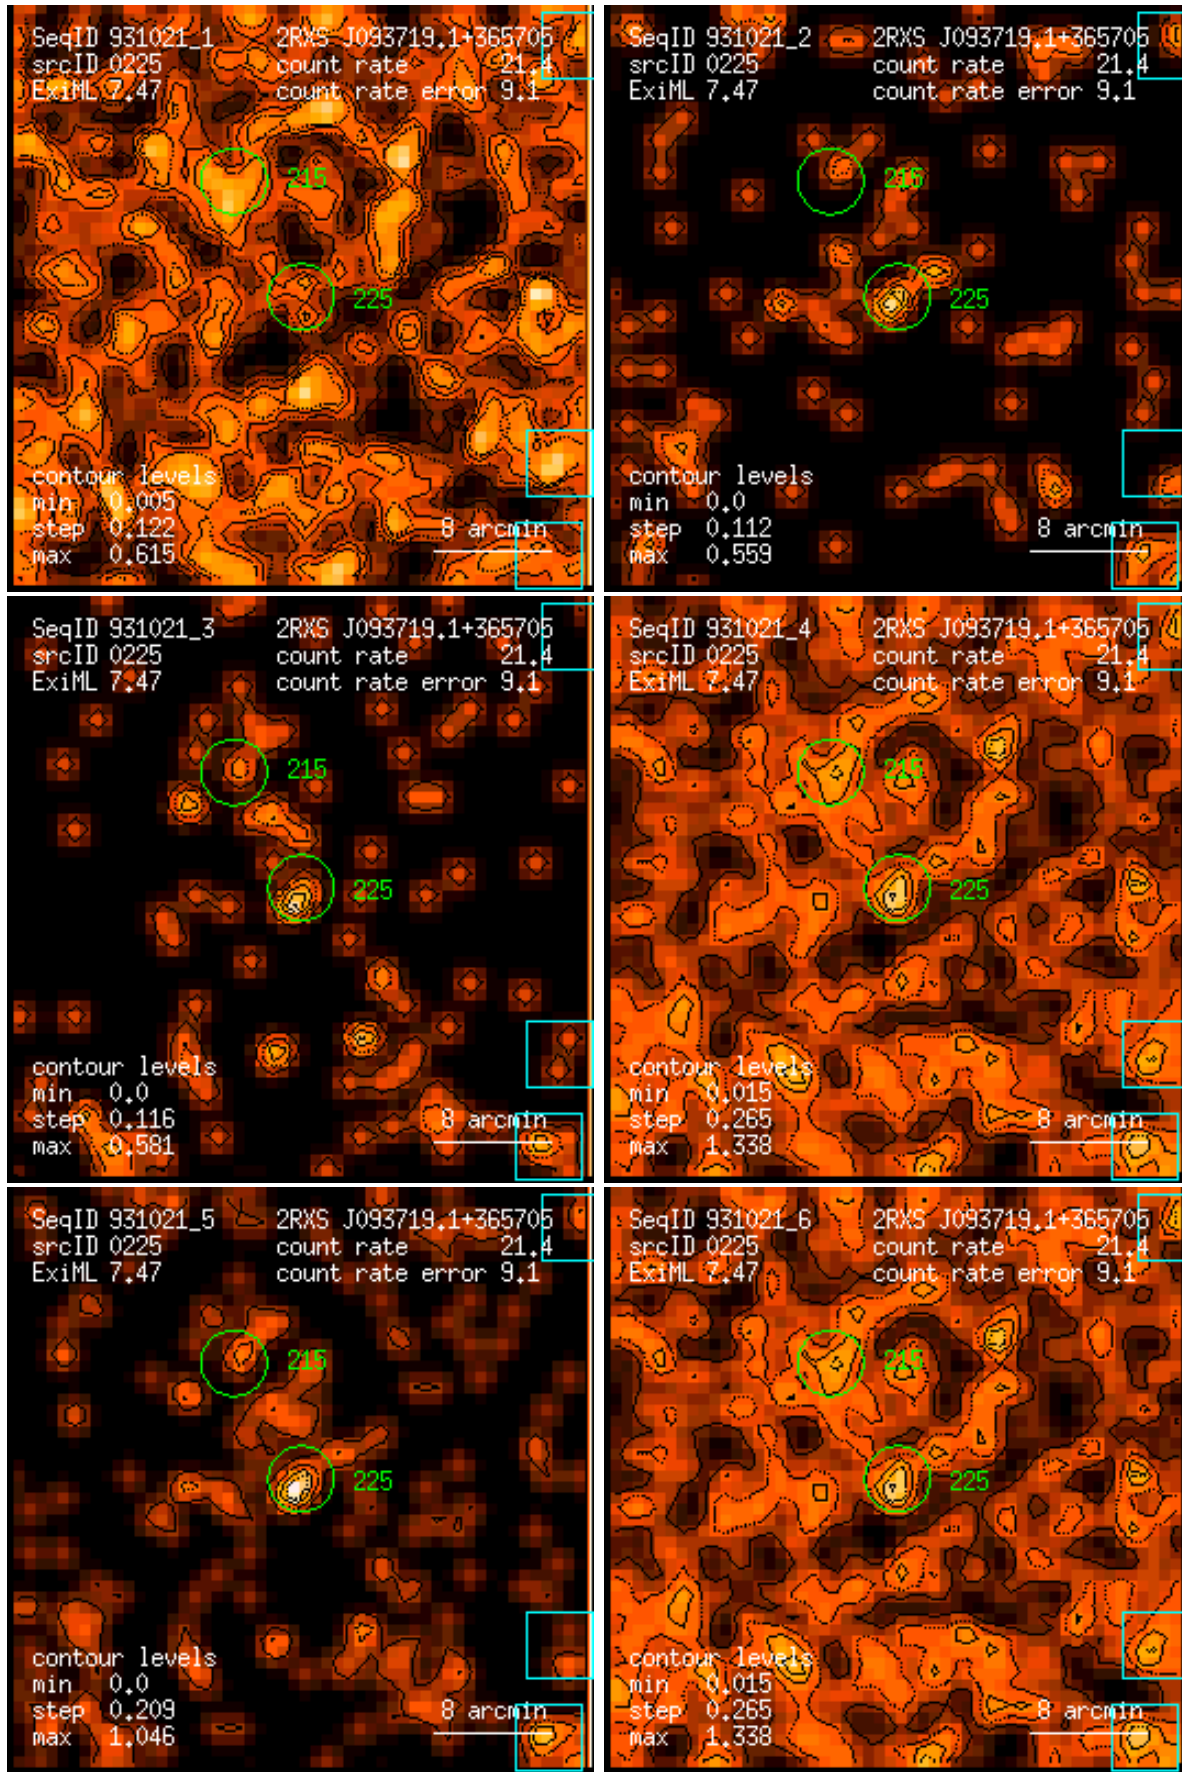 SeqID 931021_1 2RXS J093719.1+365705
srcID 0225 count rate 21.4
ExiML 7.47 count rate error 9.1
215
225
contour levels
min 0.005
step 0.122
max 0.615
8 arcmin
SeqID 931021_2 2RXS J093719.1+365705
srcID 0225 count rate 21.4
ExiML 7.47 count rate error 9.1
215
225
contour levels
min 0.0
step 0.112
max 0.559
8 arcmin
SeqID 931021_3 2RXS J093719.1+365705
srcID 0225 count rate 21.4
ExiML 7.47 count rate error 9.1
215
225
contour levels
min 0.0
step 0.116
max 0.581
8 arcmin
SeqID 931021_4 2RXS J093719.1+365705
srcID 0225 count rate 21.4
ExiML 7.47 count rate error 9.1
215
225
contour levels
min 0.015
step 0.265
max 1.338
8 arcmin
SeqID 931021_5 2RXS J093719.1+365705
srcID 0225 count rate 21.4
ExiML 7.47 count rate error 9.1
215
225
contour levels
min 0.0
step 0.209
max 1.046
8 arcmin
SeqID 931021_6 2RXS J093719.1+365705
srcID 0225 count rate 21.4
ExiML 7.47 count rate error 9.1
215
225
contour levels
min 0.015
step 0.265
max 1.338
8 arcmin